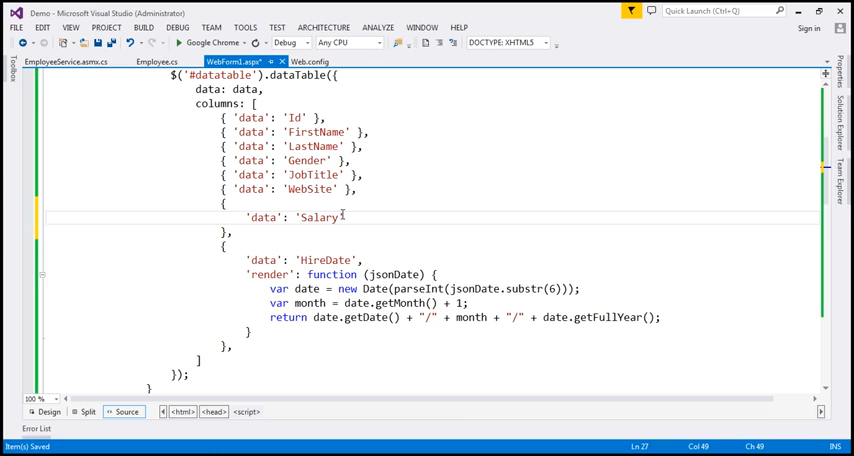 Demo - Microsoft Visual Studio (Administrator)
Quick Launch (Ctrl+Q)
FILE EDIT VIEW PROJECT BUILD DEBUG TEAM TOOLS TEST ARCHITECTURE ANALYZE WINDOW HELP
Sign in
Google Chrome Debug Any CPU DOCTYPE: XHTML5
Toolbox
EmployeeService.asmx.cs Employee.cs WebForm1.aspx* Web.config
Properties
Solution Explorer
Team Explorer
$('#datatable').dataTable({
data: data,
columns: [
{ 'data': 'Id' },
{ 'data': 'FirstName' },
{ 'data': 'LastName' },
{ 'data': 'Gender' },
{ 'data': 'JobTitle' },
{ 'data': 'WebSite' },
{
'data': 'Salary'
},
{
'data': 'HireDate',
'render': function (jsonDate) {
var date = new Date(parseInt(jsonDate.substr(6)));
var month = date.getMonth() + 1;
return date.getDate() + "/" + month + "/" + date.getFullYear();
}
},
]
});
}
100 %
Design Split Source <html> <head> <script>
Error List
Item(s) Saved Ln 27 Col 49 Ch 49 INS